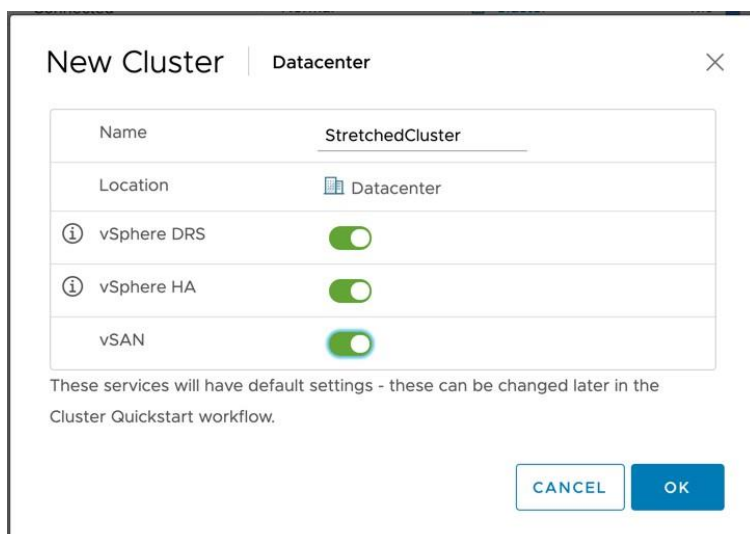 New Cluster Datacenter
Name StretchedCluster
Location Datacenter
vSphere DRS
vSphere HA
vSAN
These services will have default settings - these can be changed later in the
Cluster Quickstart workflow.
CANCEL OK